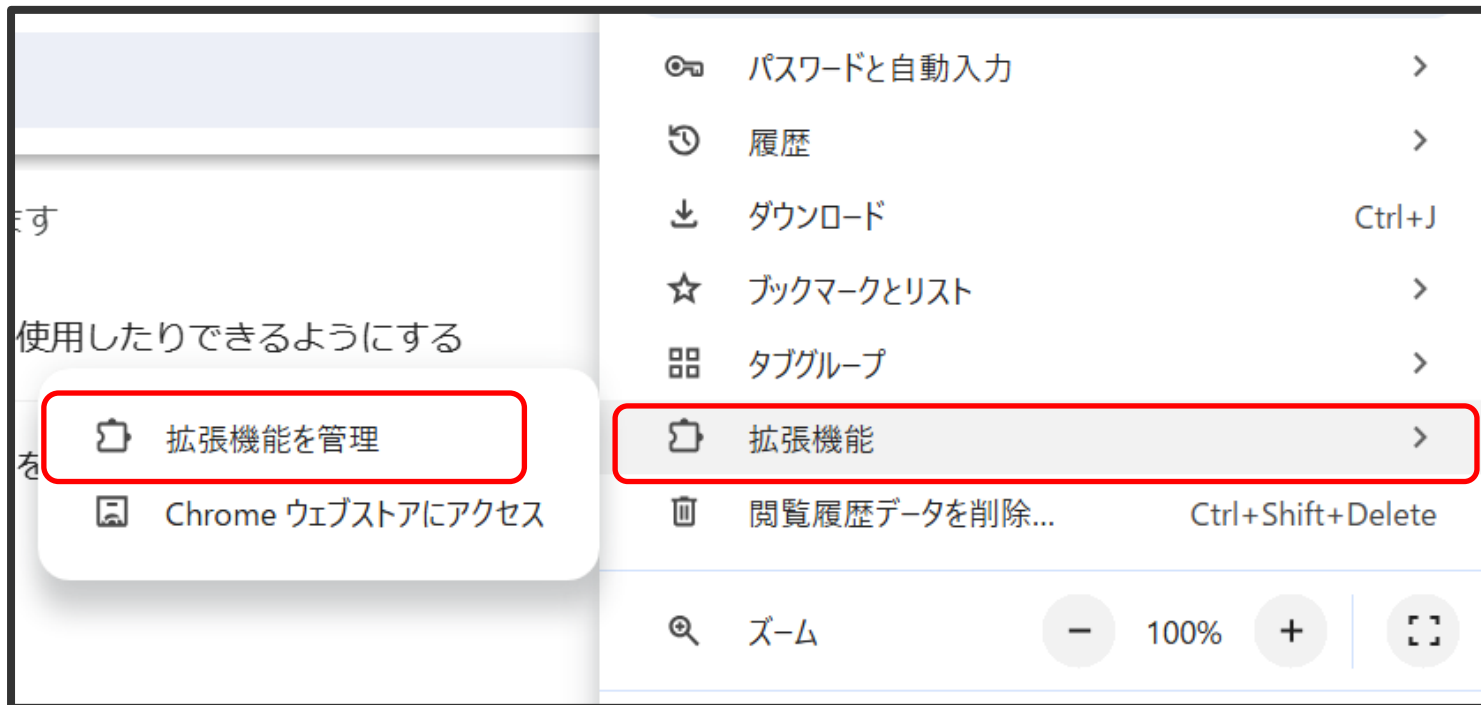 パスワードと自動入力
履歴
ます
ダウンロード Ctrl+J
ブックマークとリスト
使用したりできるようにする
タブグループ
を
拡張機能を管理
拡張機能
Chrome ウェブストアにアクセス
閲覧履歴データを削除... Ctrl+Shift+Delete
ズーム − 100% +